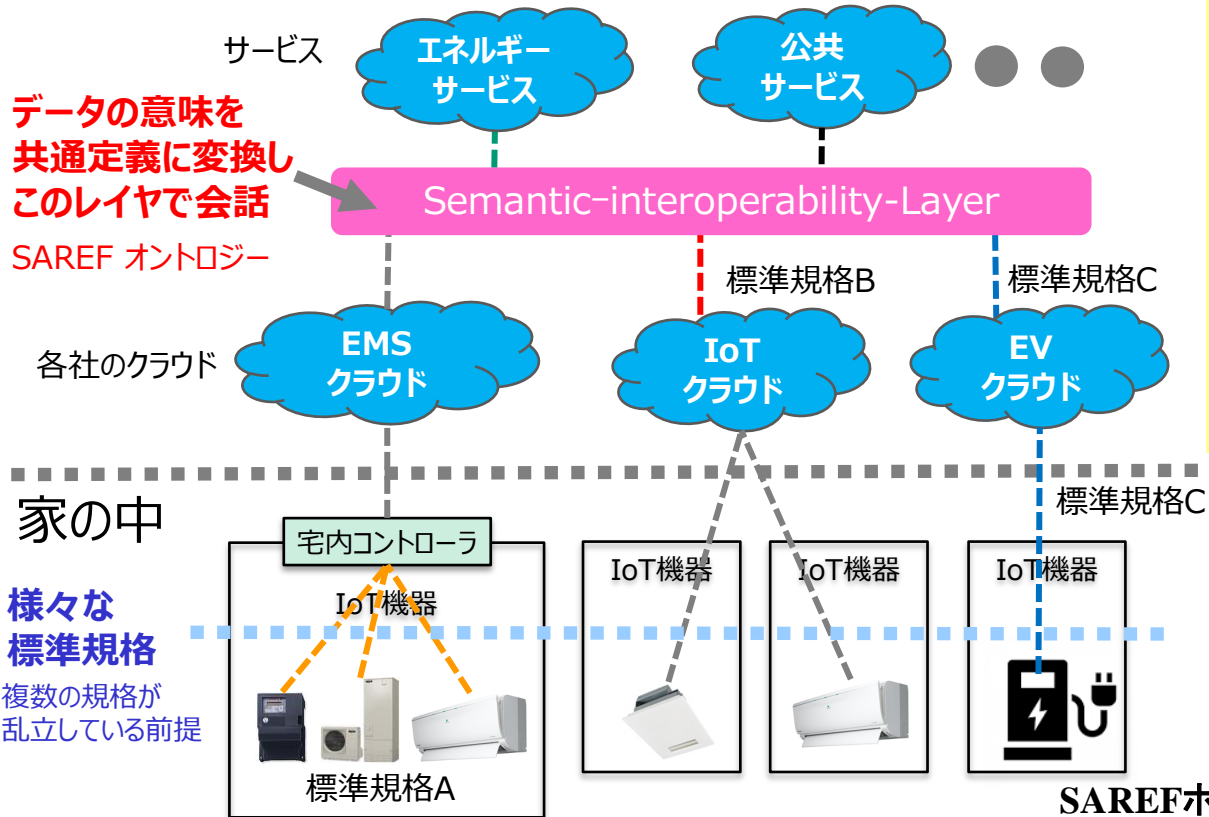 サービス
エネルギー
サービス
公共
サービス
データの意味を
共通定義に変換し
このレイヤで会話
SAREF オントロジー
Semantic-interoperability-Layer
標準規格B
標準規格C
各社のクラウド
EMS
クラウド
IoT
クラウド
EV
クラウド
標準規格C
家の中
宅内コントローラ
IoT機器
IoT機器
IoT機器
IoT機器
様々な
標準規格
複数の規格が
乱立している前提
標準規格A
SAREFホ